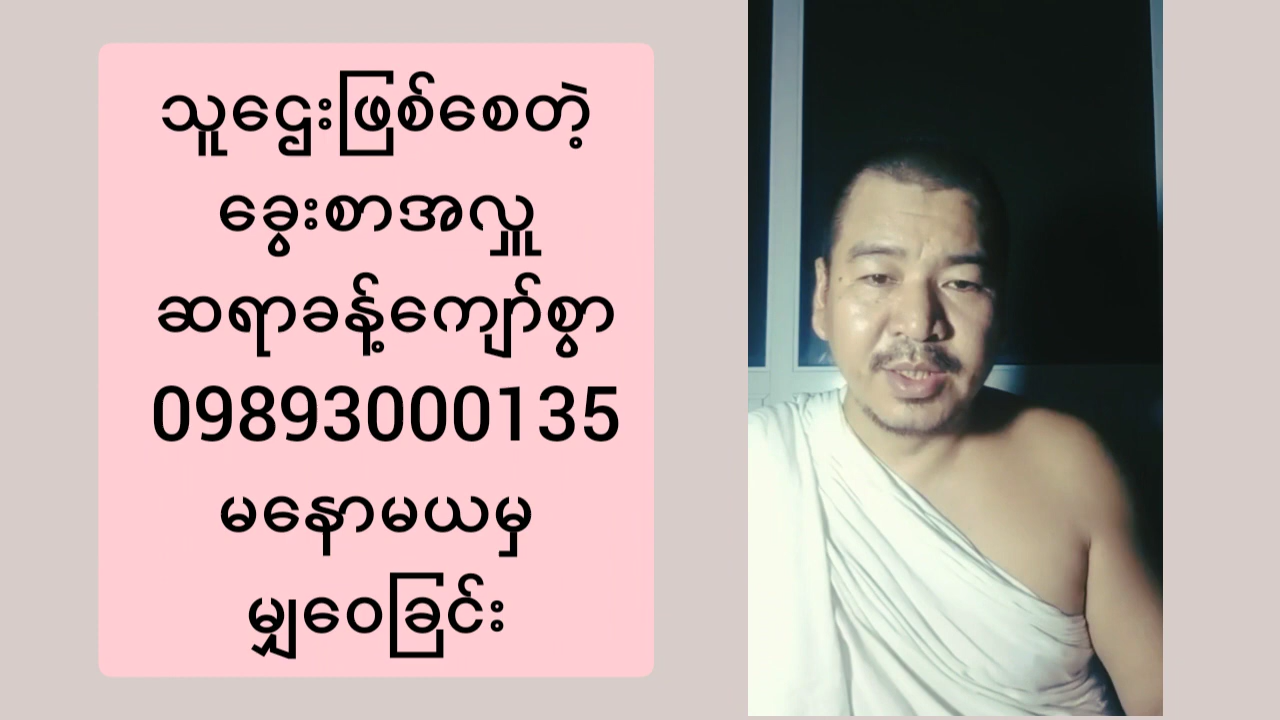 သူဌေးဖြစ်စေတဲ့
ခွေးစာအလှူ
ဆရာခန့်ကျော်စွာ
09893000135
မနောမယမှ
မျှဝေခြင်း